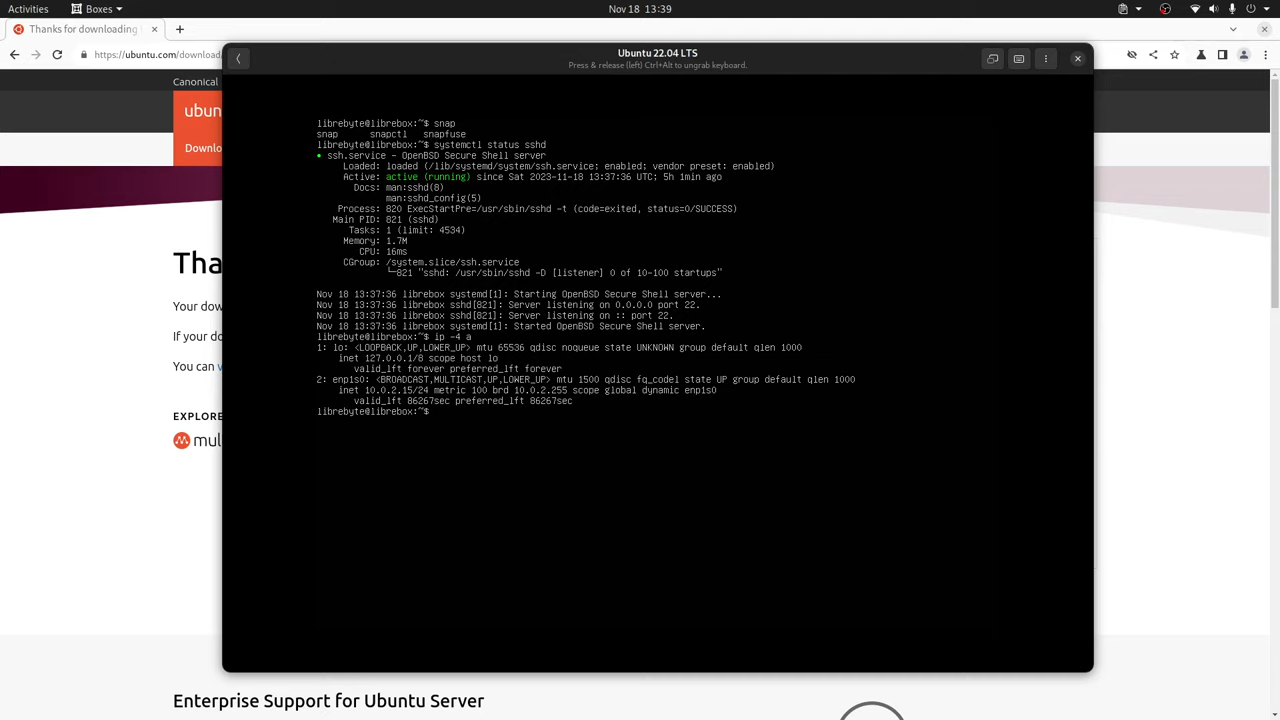 Activities
Boxes
Nov 18 13:39
Thanks for downloading
https://ubuntu.com/download
Ubuntu 22.04 LTS
Press & release (left) Ctrl+Alt to ungrab keyboard.
Canonical
ubun
Downlo
librebyte@librebox:~$ snap
snap snapctl snapfuse
librebyte@librebox:~$ systemctl status sshd
● ssh.service - OpenBSD Secure Shell server
Loaded: loaded (/lib/systemd/system/ssh.service; enabled; vendor preset: enabled)
Active: active (running) since Sat 2023-11-18 13:37:36 UTC; 5h 1min ago
Docs: man:sshd(8)
man:sshd_config(5)
Process: 820 ExecStartPre=/usr/sbin/sshd -t (code=exited, status=0/SUCCESS)
Main PID: 821 (sshd)
Tasks: 1 (limit: 4534)
Memory: 1.7M
CPU: 16ms
CGroup: /system.slice/ssh.service
└─821 "sshd: /usr/sbin/sshd -D [listener] 0 of 10-100 startups"
Nov 18 13:37:36 librebox systemd[1]: Starting OpenBSD Secure Shell server...
Nov 18 13:37:36 librebox sshd[821]: Server listening on 0.0.0.0 port 22.
Nov 18 13:37:36 librebox sshd[821]: Server listening on :: port 22.
Nov 18 13:37:36 librebox systemd[1]: Started OpenBSD Secure Shell server.
librebyte@librebox:~$ ip -4 a
1: lo: <LOOPBACK,UP,LOWER_UP> mtu 65536 qdisc noqueue state UNKNOWN group default qlen 1000
inet 127.0.0.1/8 scope host lo
valid_lft forever preferred_lft forever
2: enp1s0: <BROADCAST,MULTICAST,UP,LOWER_UP> mtu 1500 qdisc fq_codel state UP group default qlen 1000
inet 10.0.2.15/24 metric 100 brd 10.0.2.255 scope global dynamic enp1s0
valid_lft 86267sec preferred_lft 86267sec
librebyte@librebox:~$
Tha
Your dow
If your do
You can v
EXPLORE
mul
Enterprise Support for Ubuntu Server